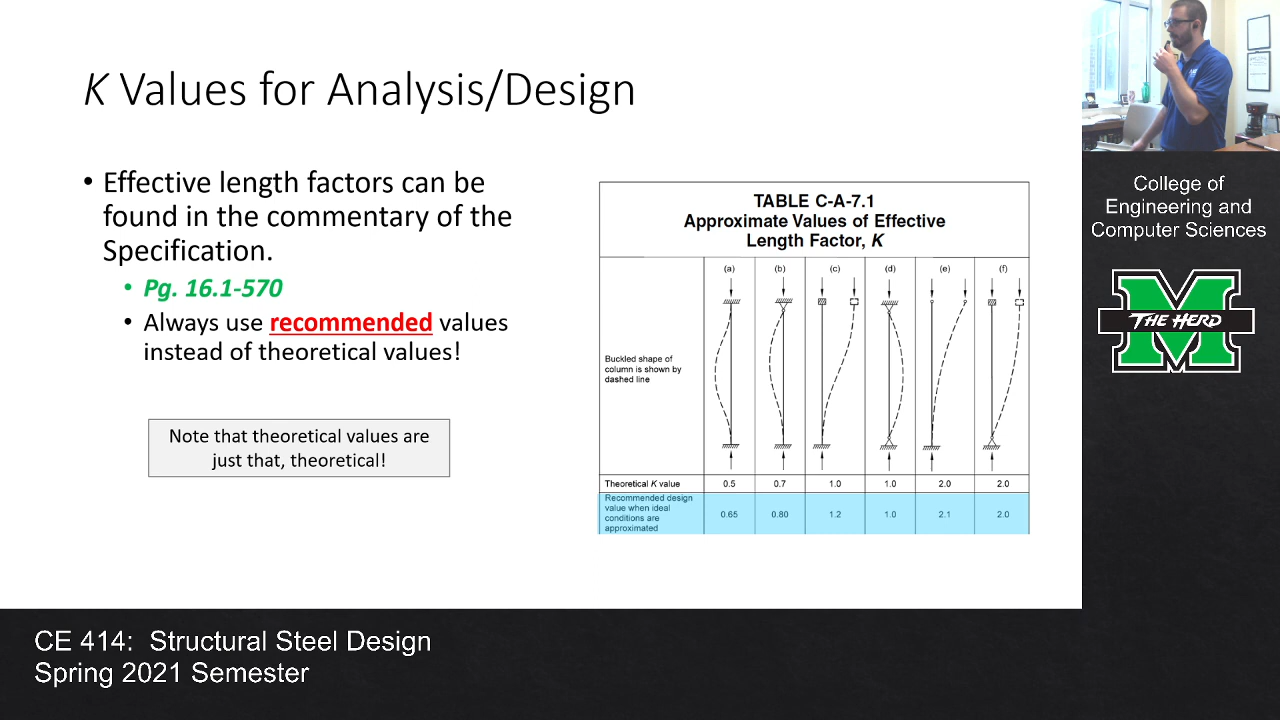 K Values for Analysis/Design
• Effective length factors can be
found in the commentary of the
Specification.
• Pg. 16.1-570
• Always use recommended values
instead of theoretical values!
Note that theoretical values are
just that, theoretical!
TABLE C-A-7.1
Approximate Values of Effective
Length Factor, K
(a) (b) (c) (d) (e) (f)
Buckled shape of
column is shown by
dashed line
Theoretical K value 0.5 0.7 1.0 1.0 2.0 2.0
Recommended design
value when ideal
conditions are
approximated
0.65 0.80 1.2 1.0 2.1 2.0
College of
Engineering and
Computer Sciences
THE HERD
CE 414: Structural Steel Design
Spring 2021 Semester